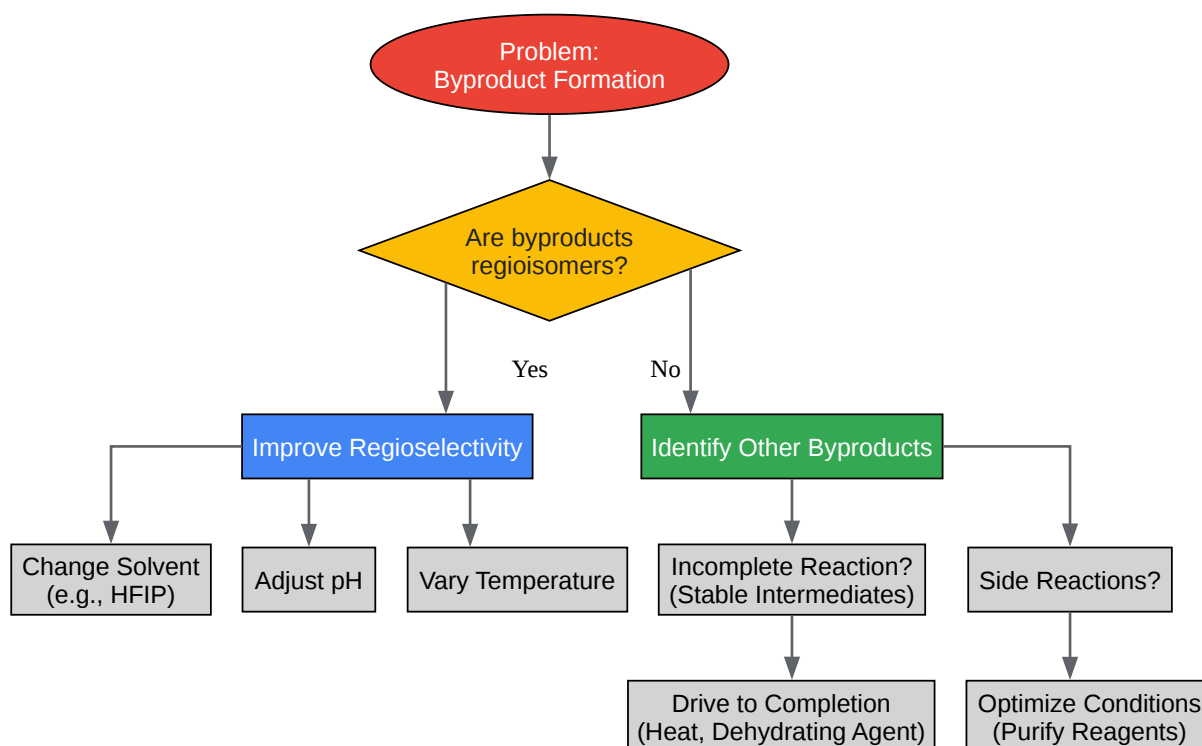 Problem:
Byproduct Formation
Are byproducts
regioisomers?
Yes
No
Improve Regioselectivity
Identify Other Byproducts
Change Solvent
(e.g., HFIP)
Adjust pH
Vary Temperature
Incomplete Reaction?
(Stable Intermediates)
Side Reactions?
Drive to Completion
(Heat, Dehydrating Agent)
Optimize Conditions
(Purify Reagents)